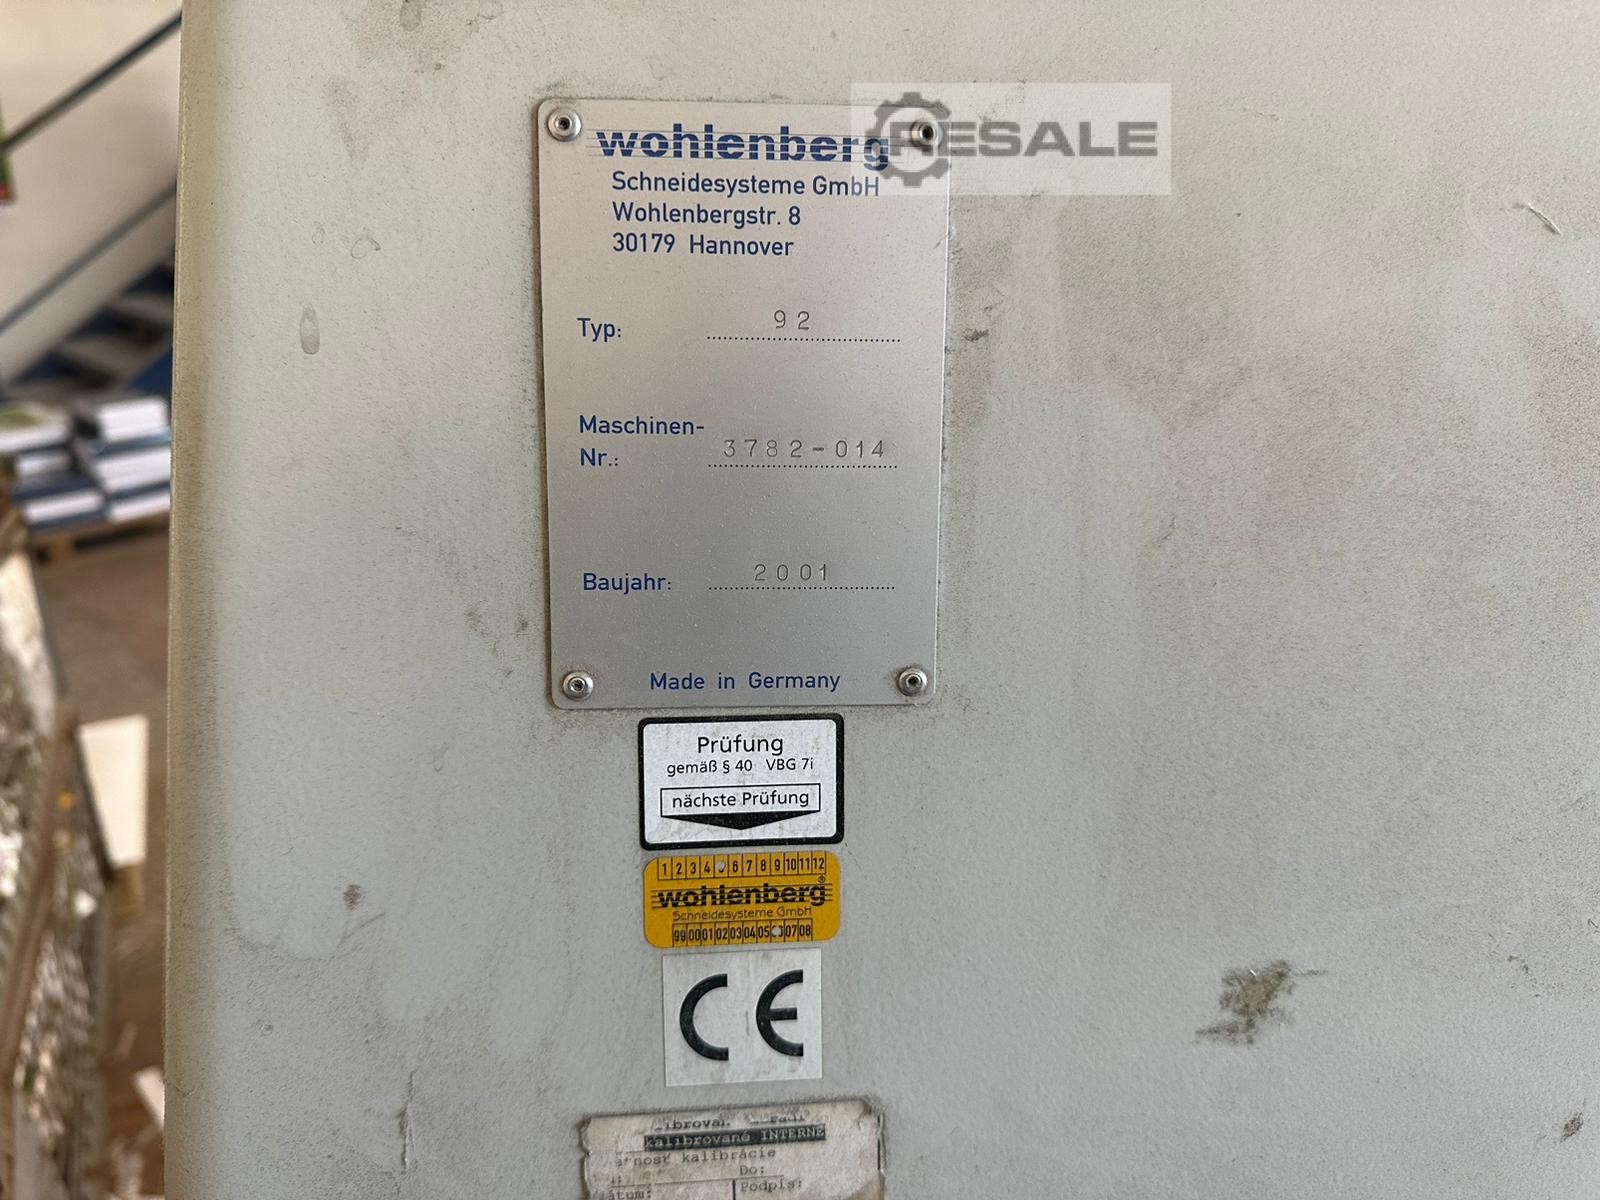 wohlenberg
RESALE
Schneidesysteme GmbH
Wohlenbergstr. 8
30179 Hannover
Typ: 92
Maschinen-
Nr.: 3782-014
Baujahr: 2001
Made in Germany
Prüfung
gemäß § 40 VBG 7i
nächste Prüfung
1 2 3 4 6 7 8 9 10 11 12
wohlenberg®
Schneidesysteme GmbH
99 00 01 02 03 04 05 07 08
CE
kalibrované INTERNE
kalibrácie
Do:
Podpis: